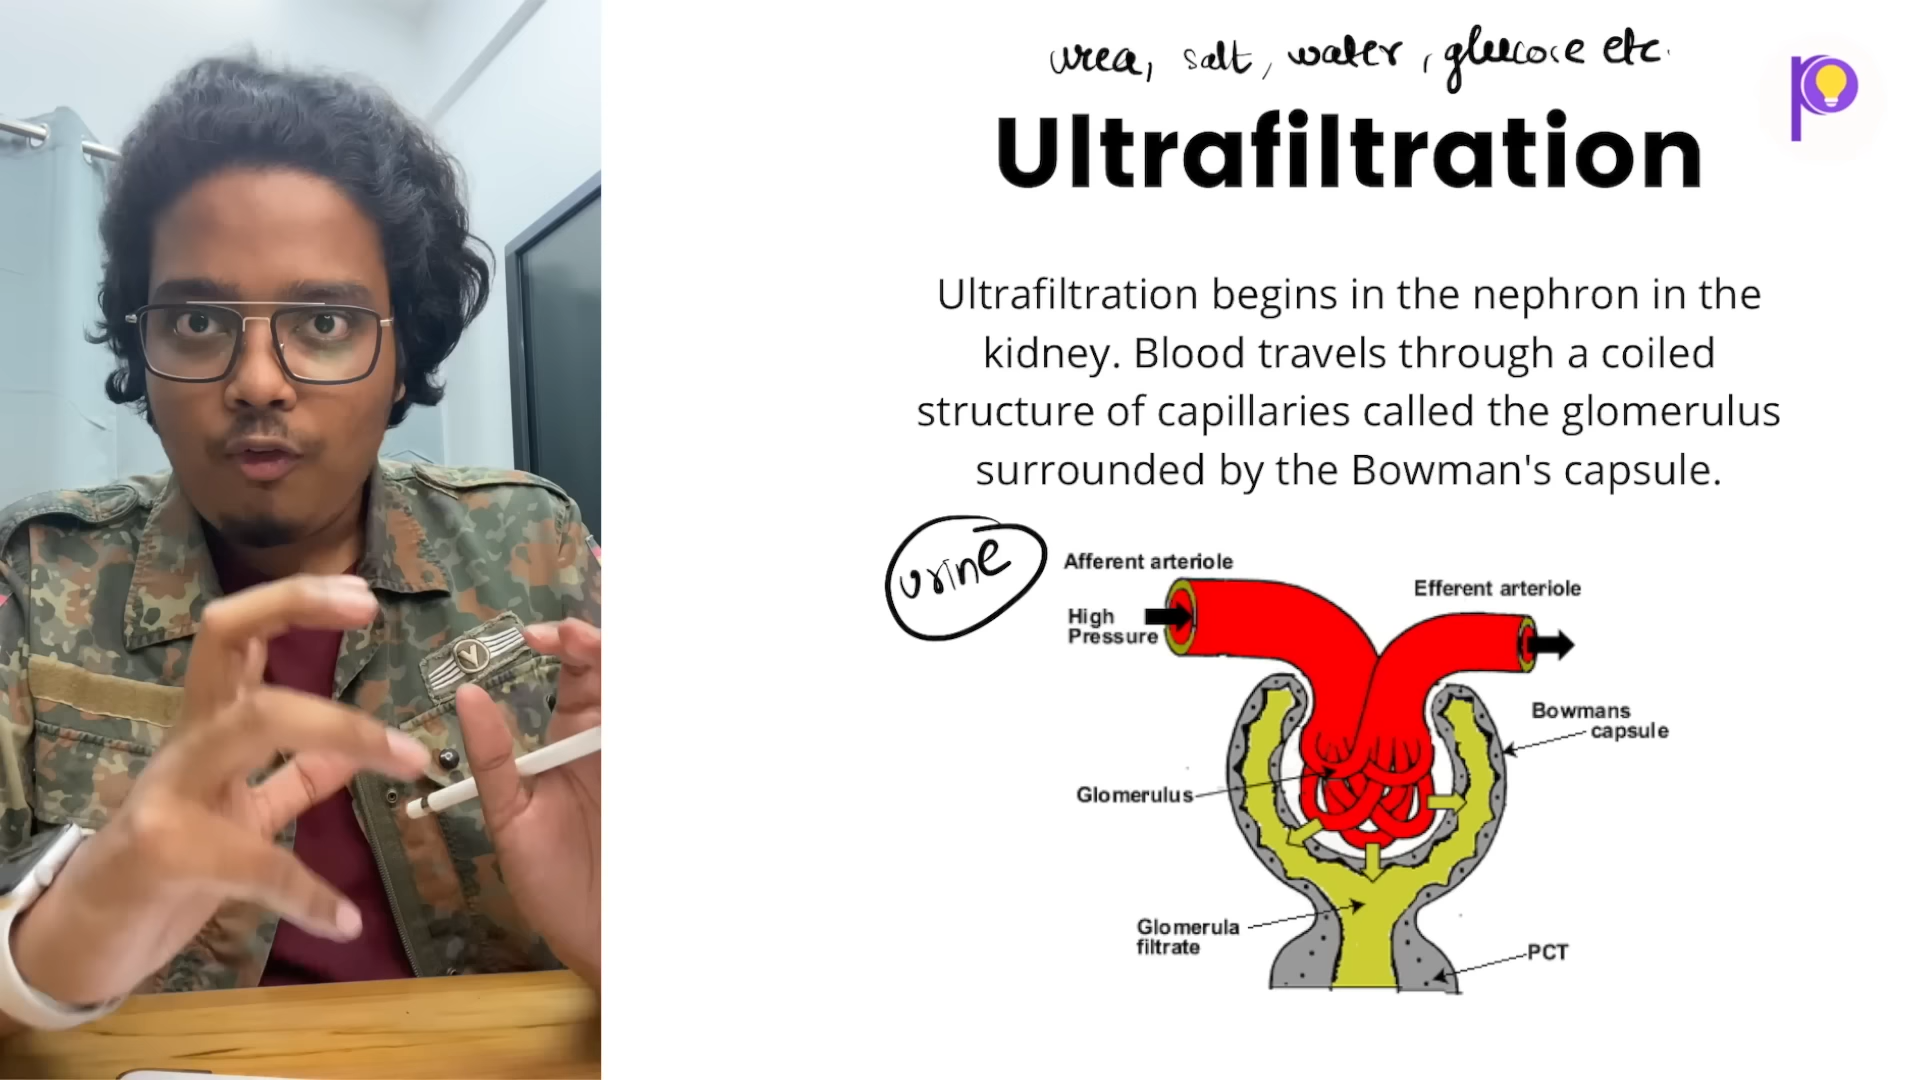 urea, salt, water, glucose etc.
Ultrafiltration
Ultrafiltration begins in the nephron in the
kidney. Blood travels through a coiled
structure of capillaries called the glomerulus
surrounded by the Bowman's capsule.
urine
Afferent arteriole
Efferent arteriole
High
Pressure
Bowmans
capsule
Glomerulus
Glomerula
filtrate
PCT